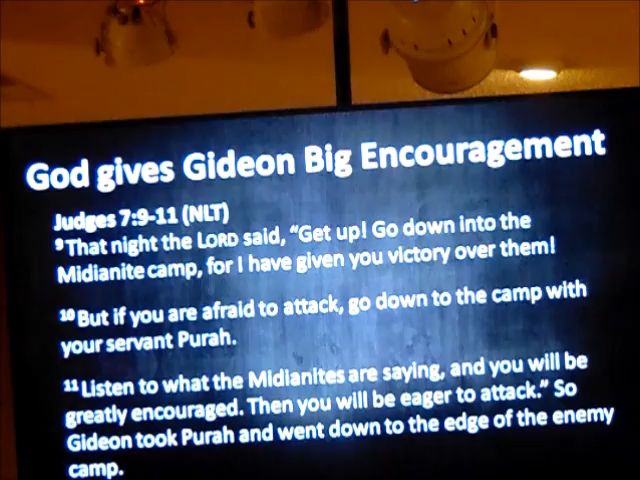 God gives Gideon Big Encouragement
Judges 7:9-11 (NLT)
9 That night the LORD said, “Get up! Go down into the
Midianite camp, for I have given you victory over them!
10 But if you are afraid to attack, go down to the camp with
your servant Purah.
11 Listen to what the Midianites are saying, and you will be
greatly encouraged. Then you will be eager to attack.” So
Gideon took Purah and went down to the edge of the enemy
camp.